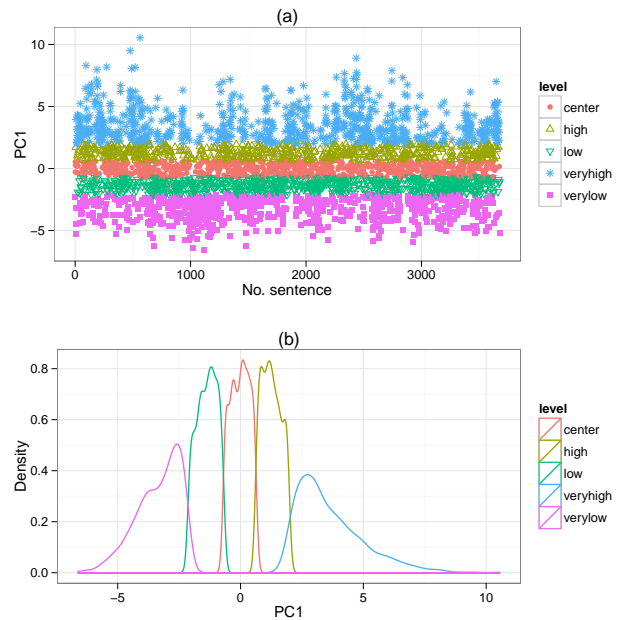 (a)
10
5
0
−5
PC1
0
1000
2000
3000
No. sentence
level
center
high
low
veryhigh
verylow
(b)
0.8
0.6
0.4
0.2
0.0
Density
−5
0
5
10
PC1
level
center
high
low
veryhigh
verylow